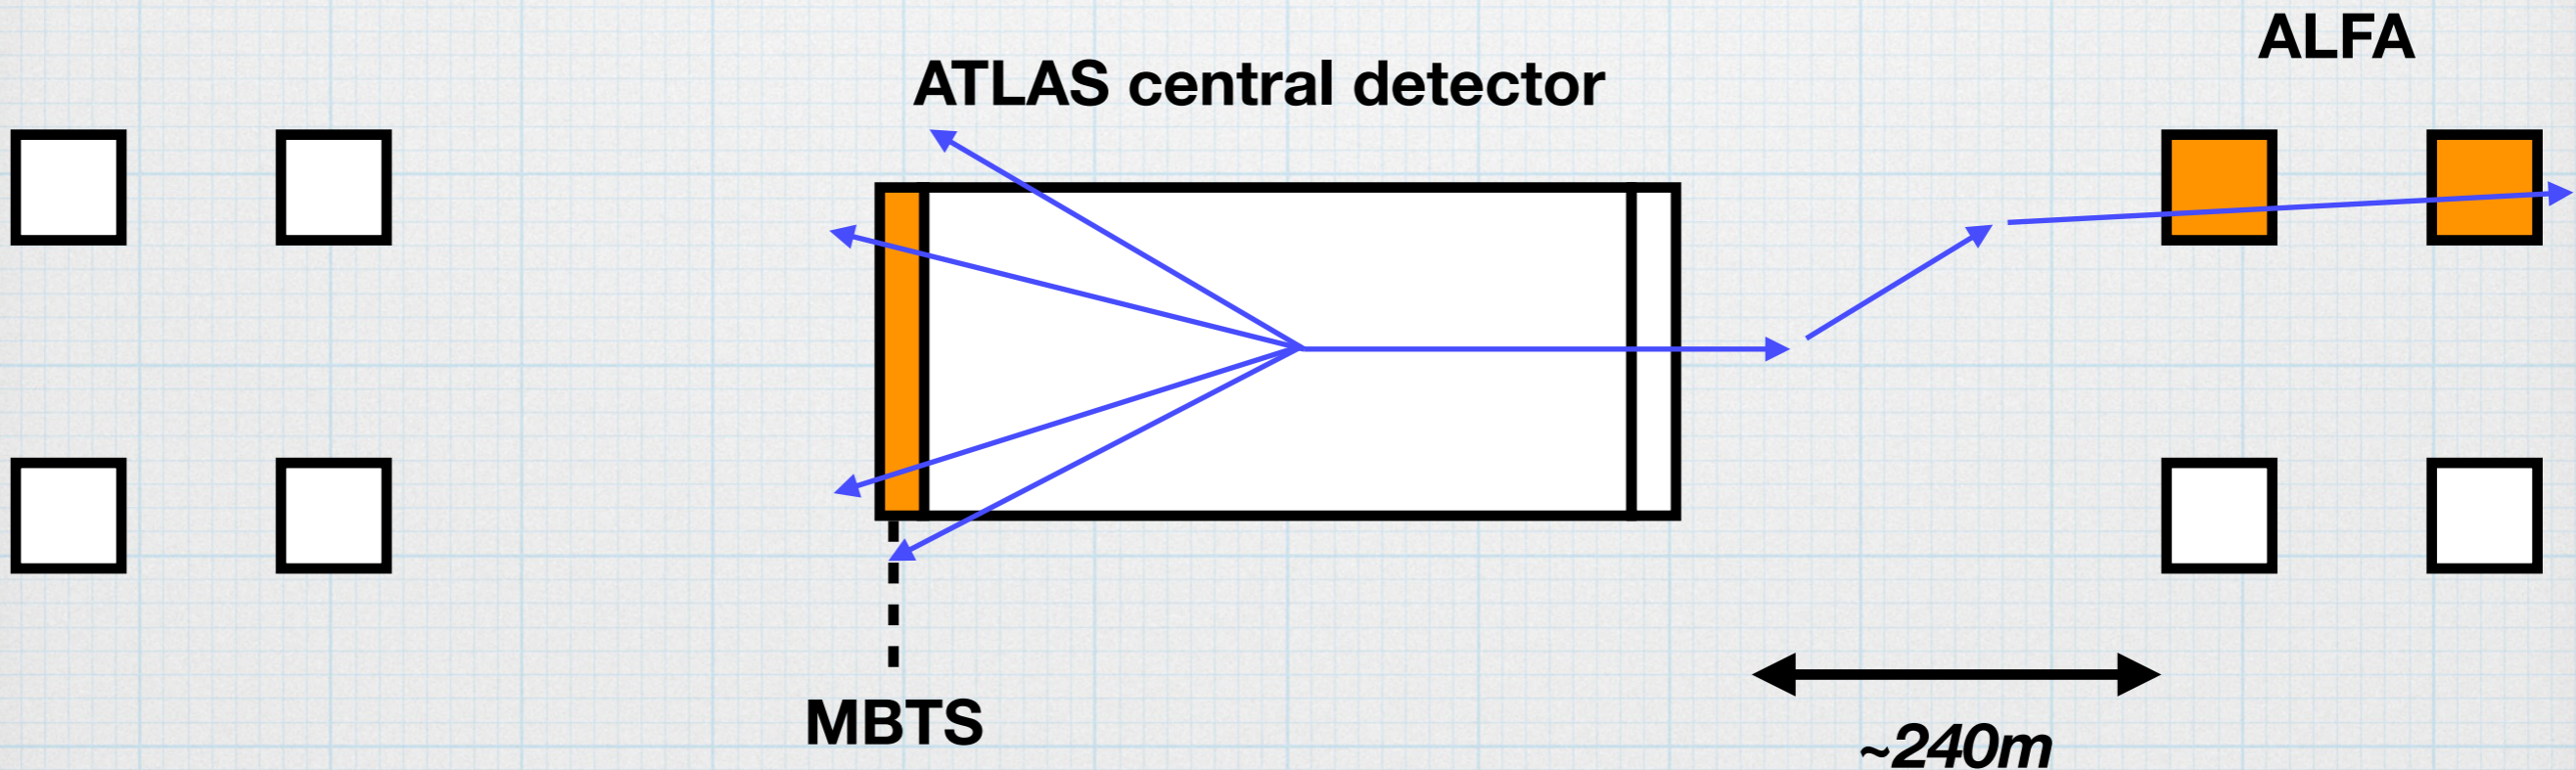 ALFA
ATLAS central detector
MBTS
~240m